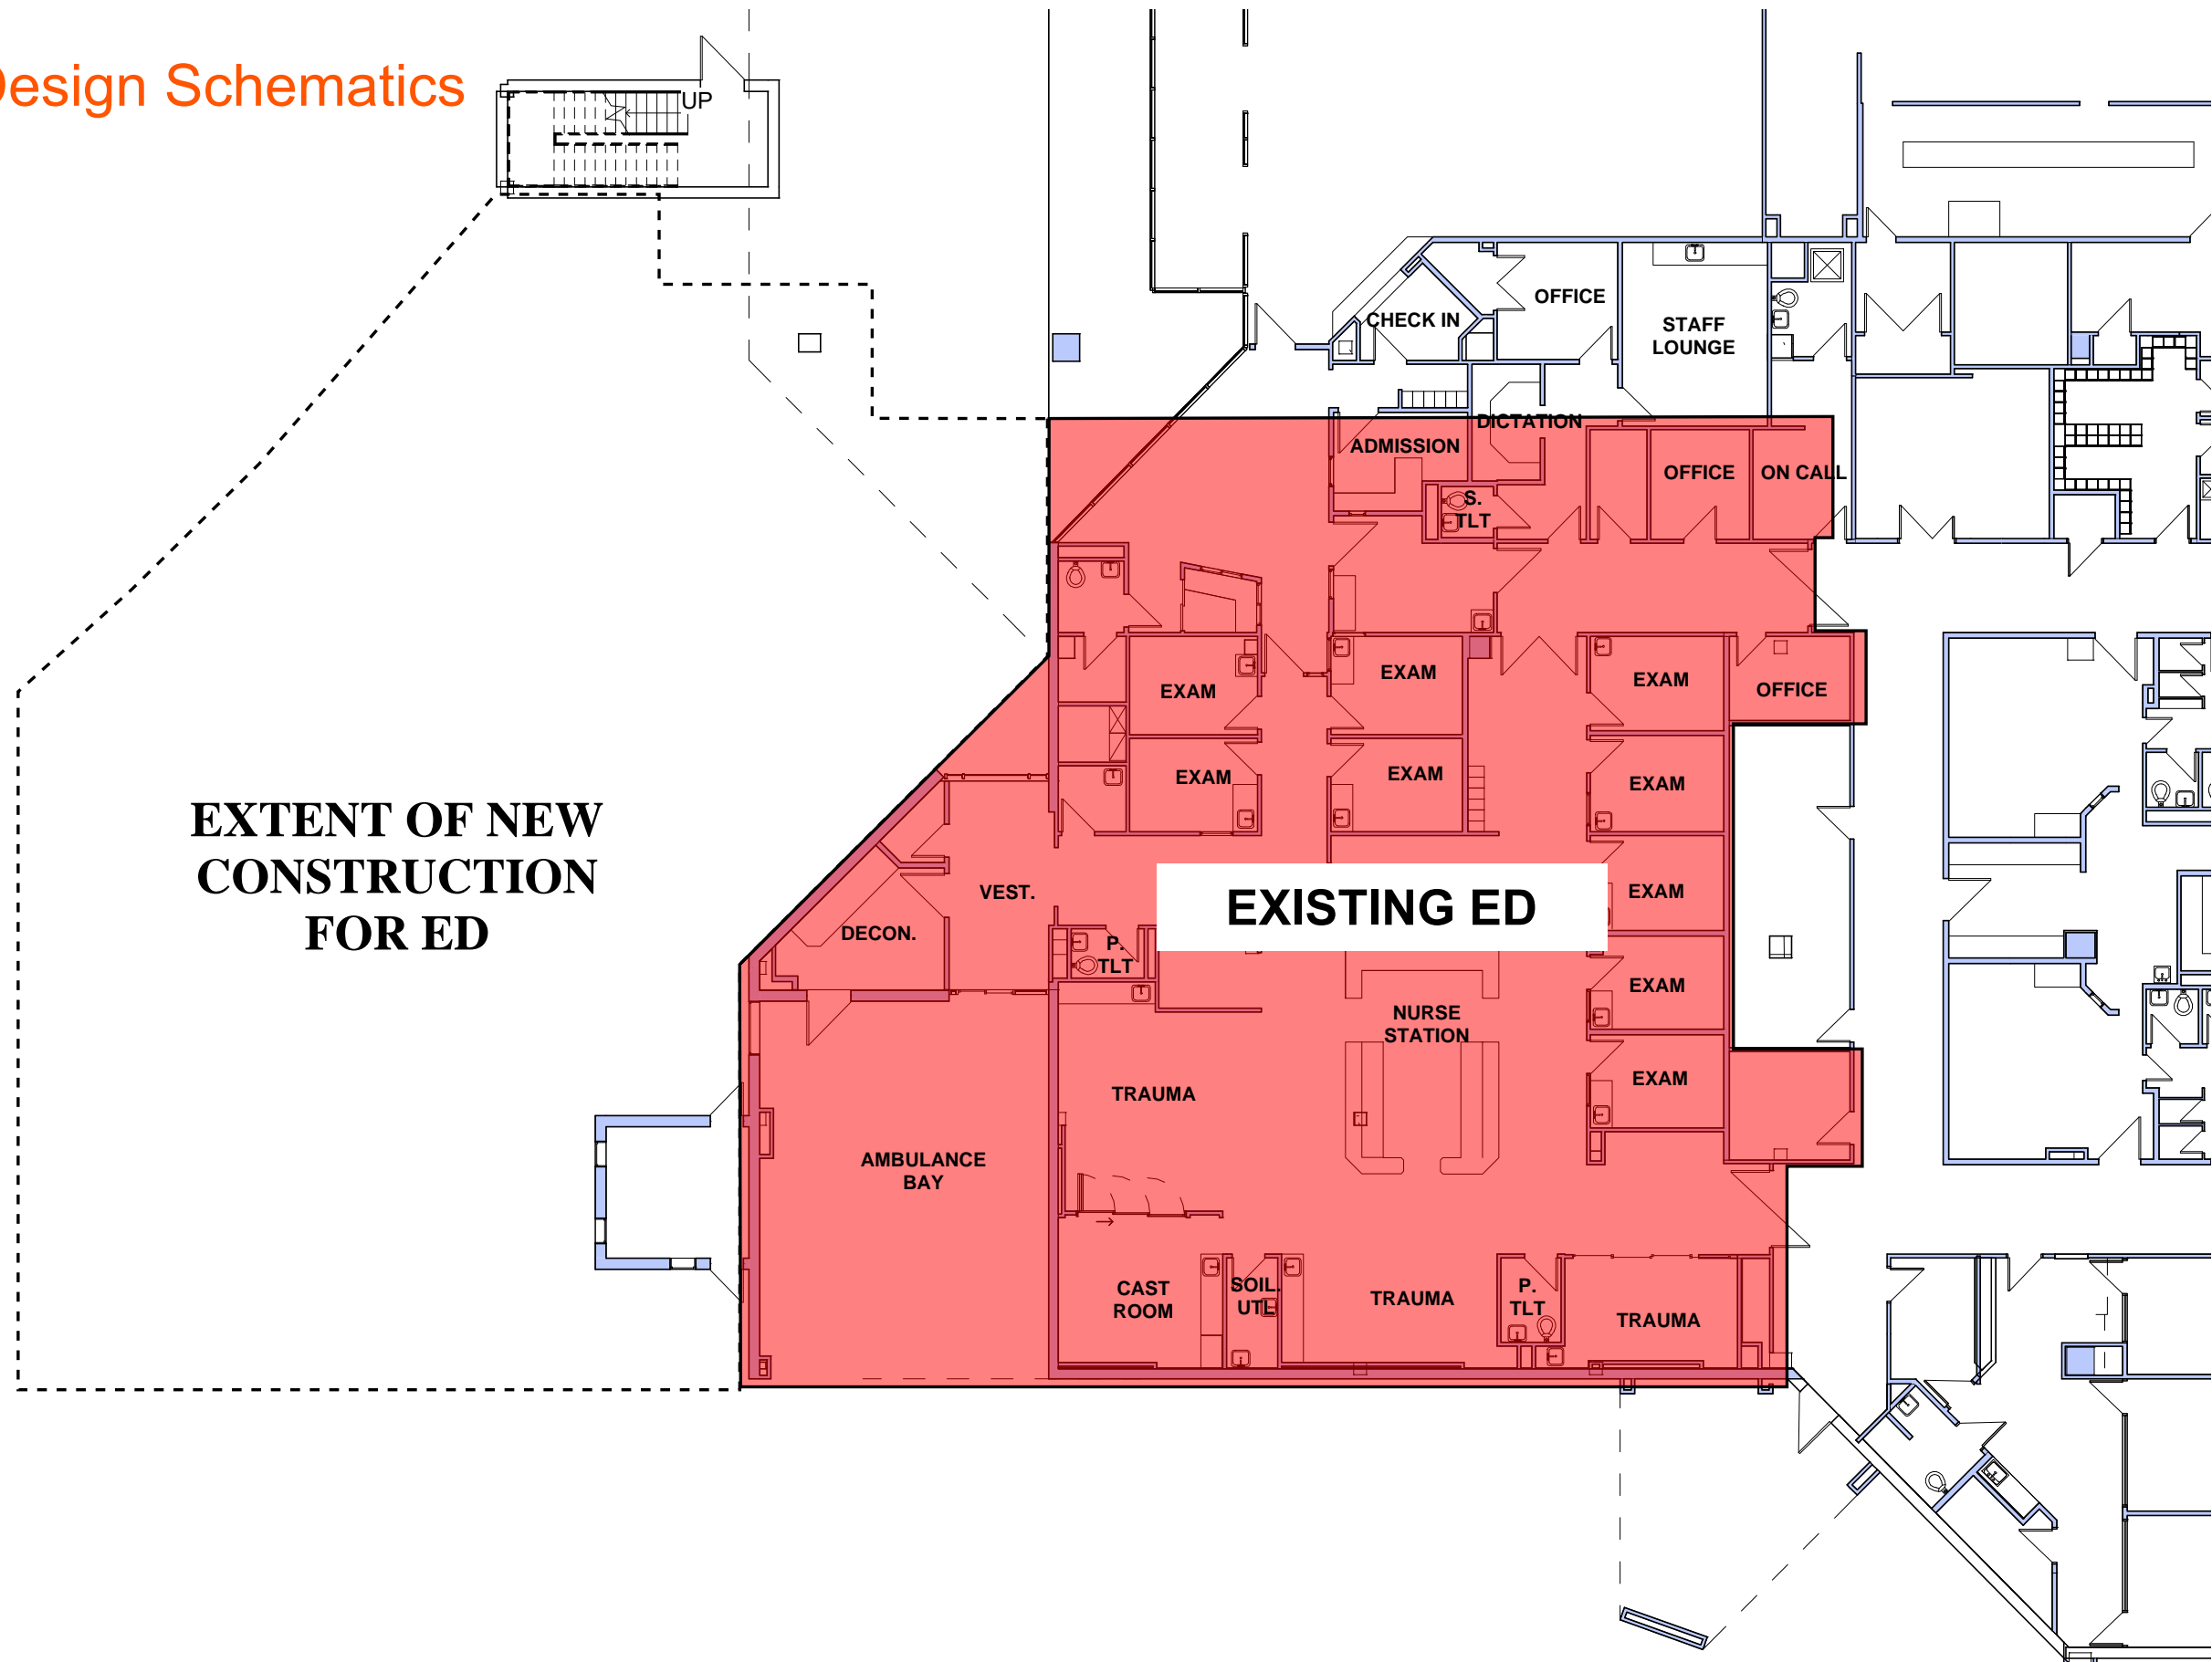 Design Schematics
UP
OFFICE
CHECK IN
STAFF
LOUNGE
DICTATION
ADMISSION
OFFICE
ON CALL
S.
TLT
EXAM
EXAM
EXAM
OFFICE
EXAM
EXAM
EXAM
EXTENT OF NEW
CONSTRUCTION
FOR ED
VEST.
EXISTING ED
EXAM
DECON.
P.
TLT
EXAM
NURSE
STATION
EXAM
TRAUMA
AMBULANCE
BAY
CAST
ROOM
SOIL.
UTL
TRAUMA
P.
TLT
TRAUMA